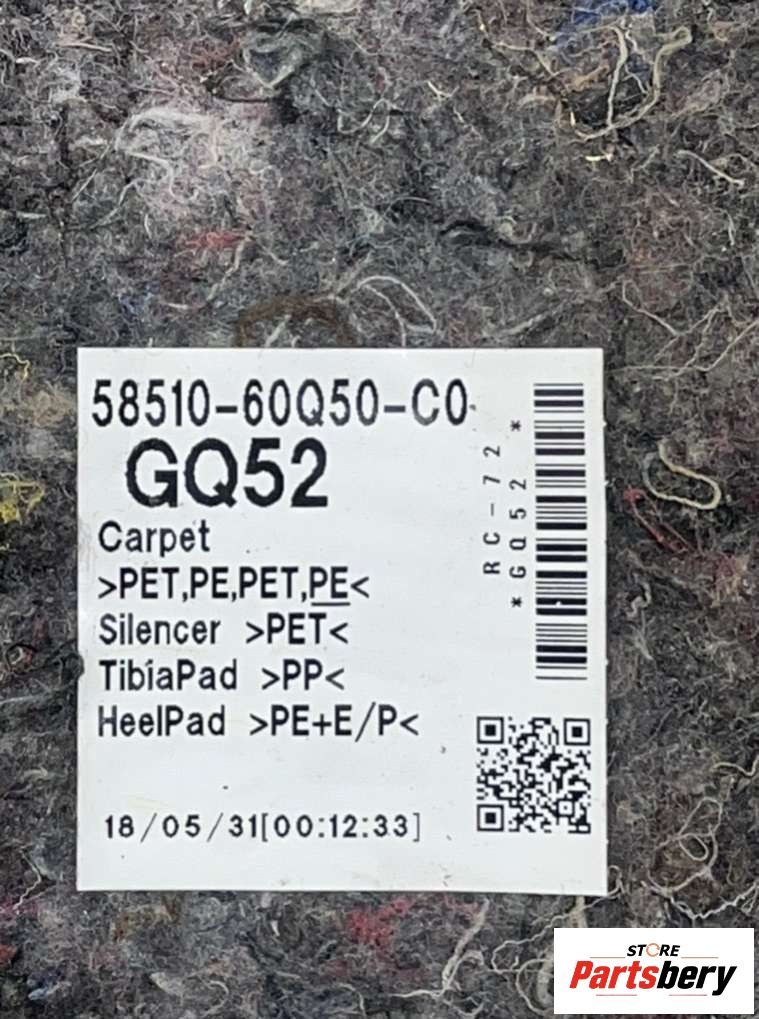 58510-60Q50-C0
GQ52
Carpet
>PET,PE,PET,PE<
Silencer >PET<
TibiaPad >PP<
HeelPad >PE+E/P<
18/05/31[00:12:33]
RC-72
*GQ52*
STORE
Partsbery